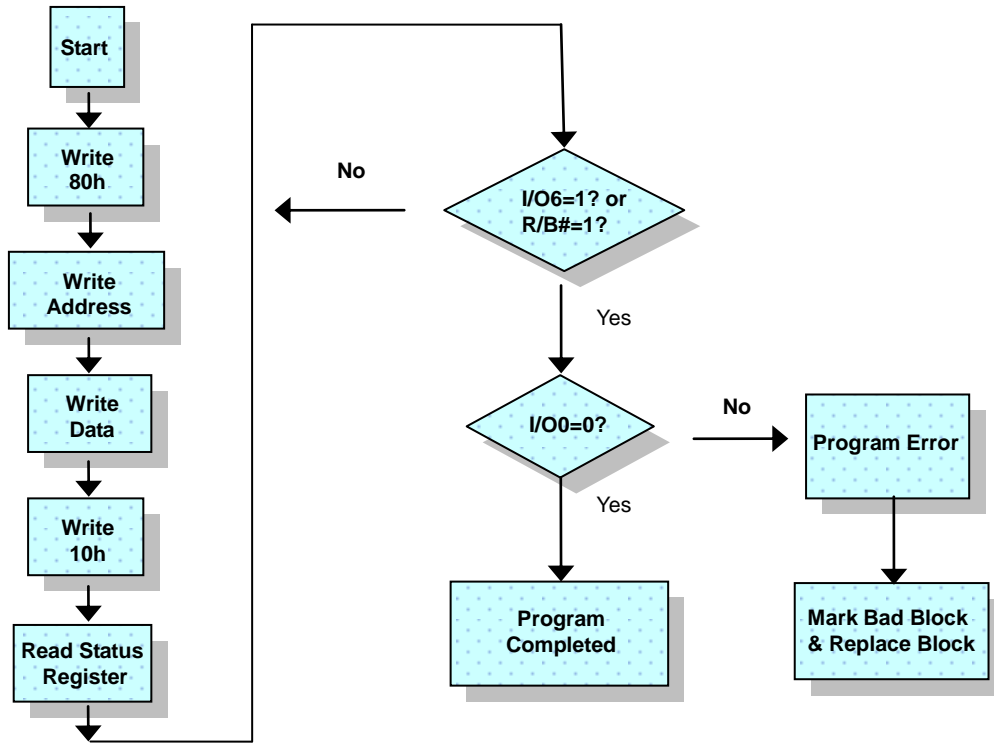 Start
Write
80h
Write
Address
Write
Data
Write
10h
Read Status
Register
No
I/O6=1? or
R/B#=1?
Yes
I/O0=0?
No
Program Error
Yes
Program
Completed
Mark Bad Block
& Replace Block